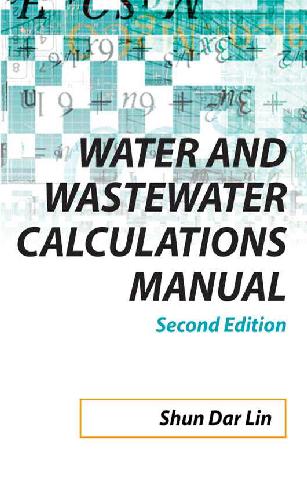 WATER AND
WASTEWATER
CALCULATIONS
MANUAL
Second Edition
Shun Dar Lin